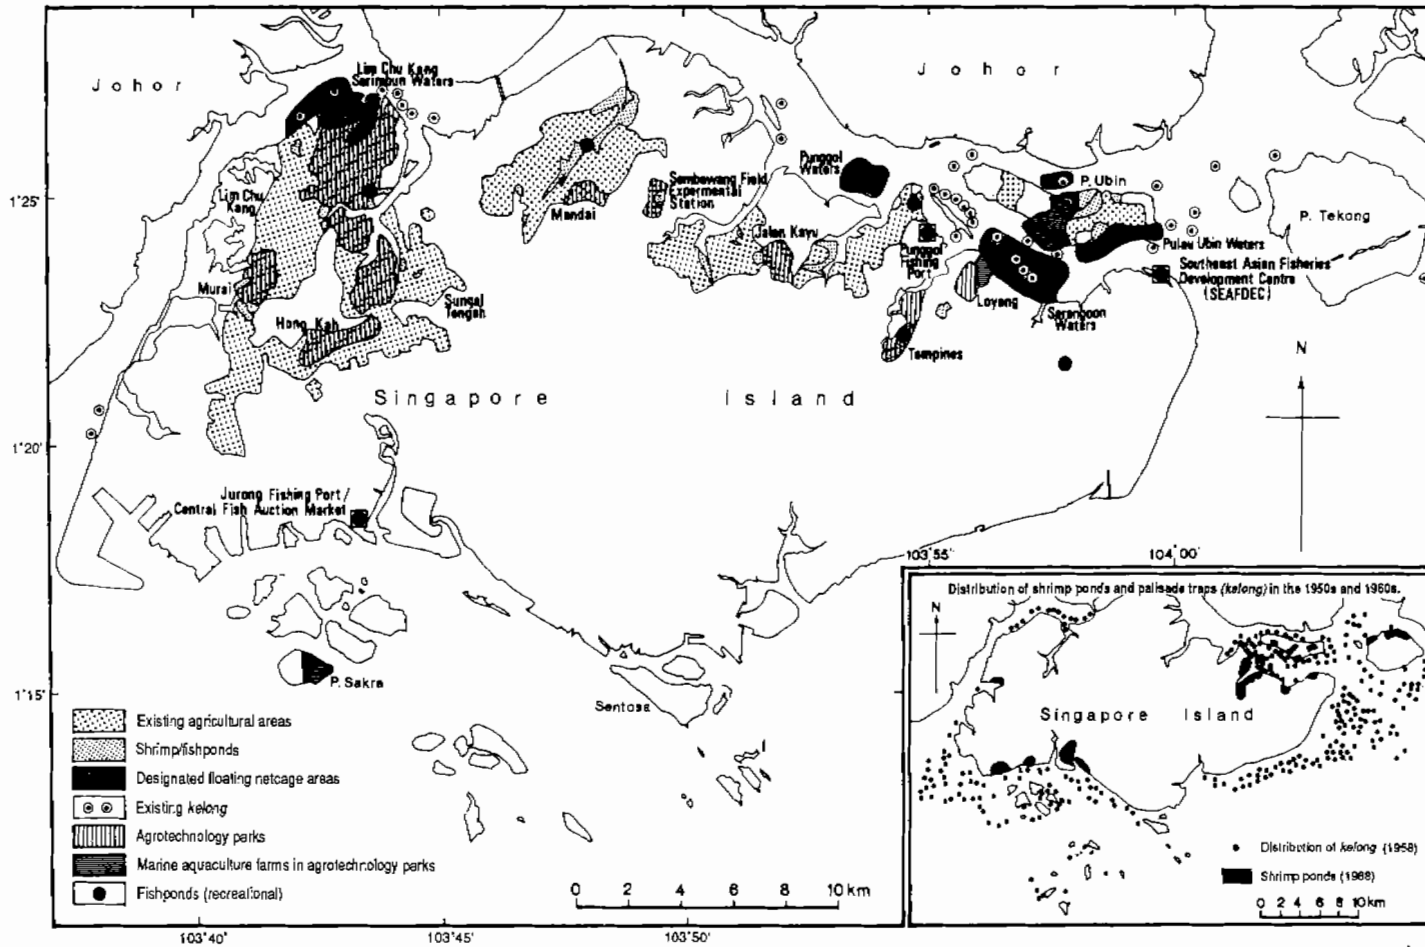 Johor
Lim Chu Kang
Sarimbun Waters
Johor
Punggol
Waters
P. Ubin
1°25'
Lim Chu
Kang
Mandai
Sembawang Field
Expermental
Station
Jalan Kayu
Punggol
Fishing
Port
P. Tekong
Pulau Ubin Waters
Southeast Asian Fisheries
Development Centre
(SEAFDEC)
Murai
Hong Kah
Sungai
Tengah
Loyang
Serangoon
Waters
Tampines
N
Singapore Island
1°20'
Jurong Fishing Port/
Central Fish Auction Market
P. Sakra
1°15'
Sentosa
Existing agricultural areas
Shrimp/fishponds
Designated floating netcage areas
Existing kelong
Agrotechnology parks
Marine aquaculture farms in agrotechnology parks
Fishponds (recreational)
0 2 4 6 8 10 km
103°40'
103°45'
103°50'
103°55'
104°00'
Distribution of shrimp ponds and palisade traps (kelong) in the 1950s and 1960s.
N
Singapore Island
Distribution of kelong (1958)
Shrimp ponds (1968)
0 2 4 6 8 10km